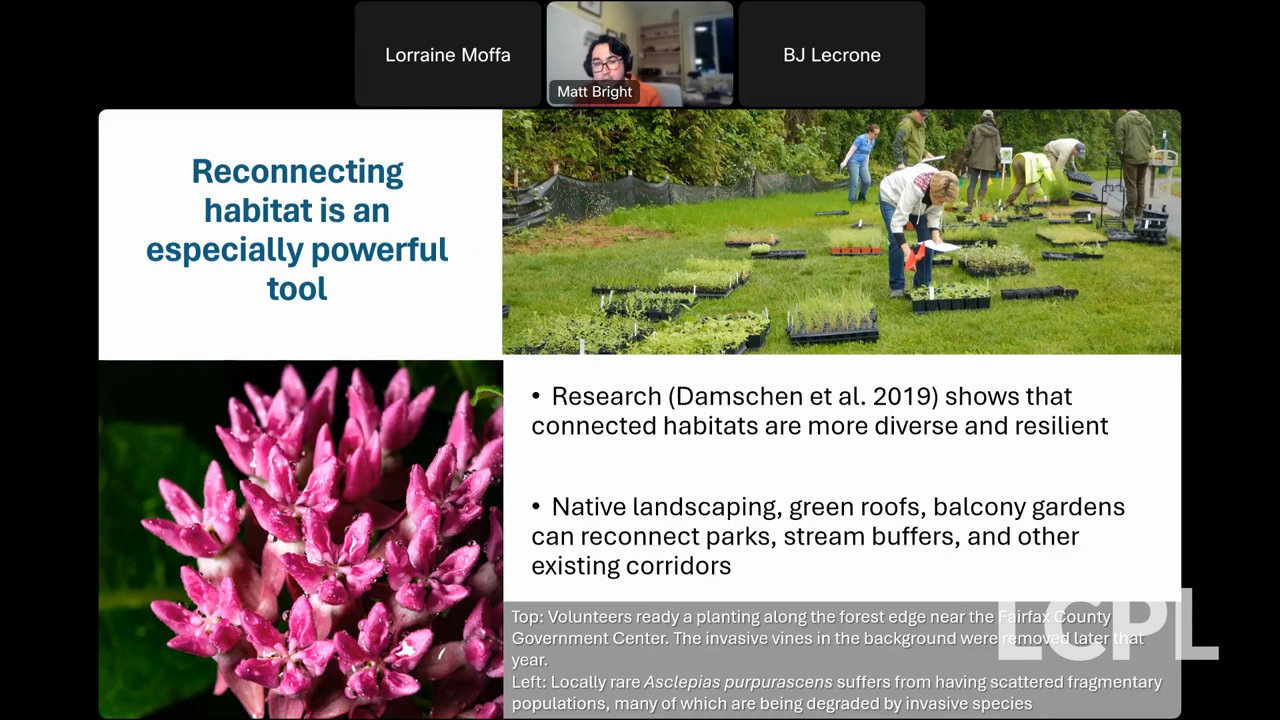 Lorraine Moffa
Matt Bright
BJ Lecrone
Reconnecting
habitat is an
especially powerful
tool
• Research (Damschen et al. 2019) shows that
connected habitats are more diverse and resilient
• Native landscaping, green roofs, balcony gardens
can reconnect parks, stream buffers, and other
existing corridors
Top: Volunteers ready a planting along the forest edge near the Fairfax County
Government Center. The invasive vines in the background were removed later that
year.
Left: Locally rare Asclepias purpurascens suffers from having scattered fragmentary
populations, many of which are being degraded by invasive species
LCPL